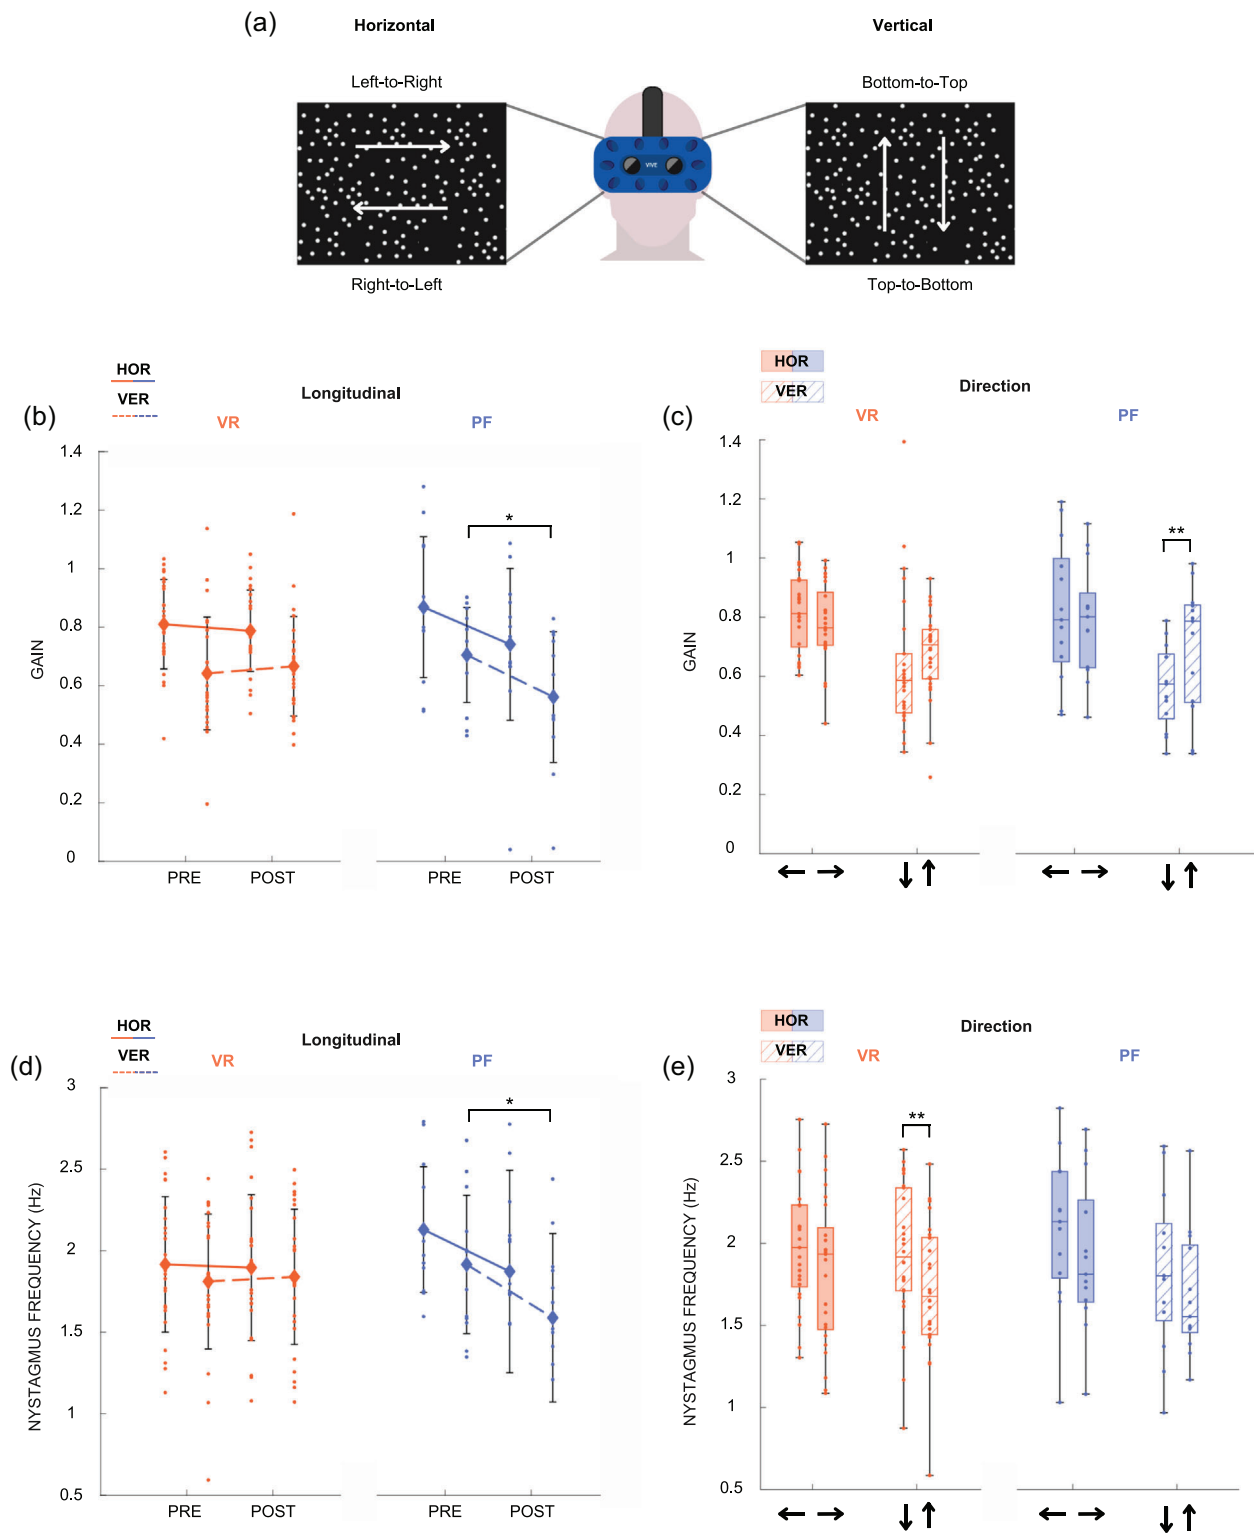 (a)
Horizontal
Vertical
Left-to-Right
Bottom-to-Top
VIVE
Right-to-Left
Top-to-Bottom
HOR
VER
Longitudinal
(b)
VR
PF
GAIN
1.4
1.2
1
0.8
0.6
0.4
0.2
0
*
PRE
POST
PRE
POST
HOR
VER
Direction
(c)
VR
PF
GAIN
1.4
1.2
1
0.8
0.6
0.4
0.2
0
**
HOR
VER
Longitudinal
(d)
VR
PF
NYSTAGMUS FREQUENCY (Hz)
3
2.5
2
1.5
1
0.5
*
PRE
POST
PRE
POST
HOR
VER
Direction
(e)
VR
PF
NYSTAGMUS FREQUENCY (Hz)
3
2.5
2
1.5
1
0.5
**